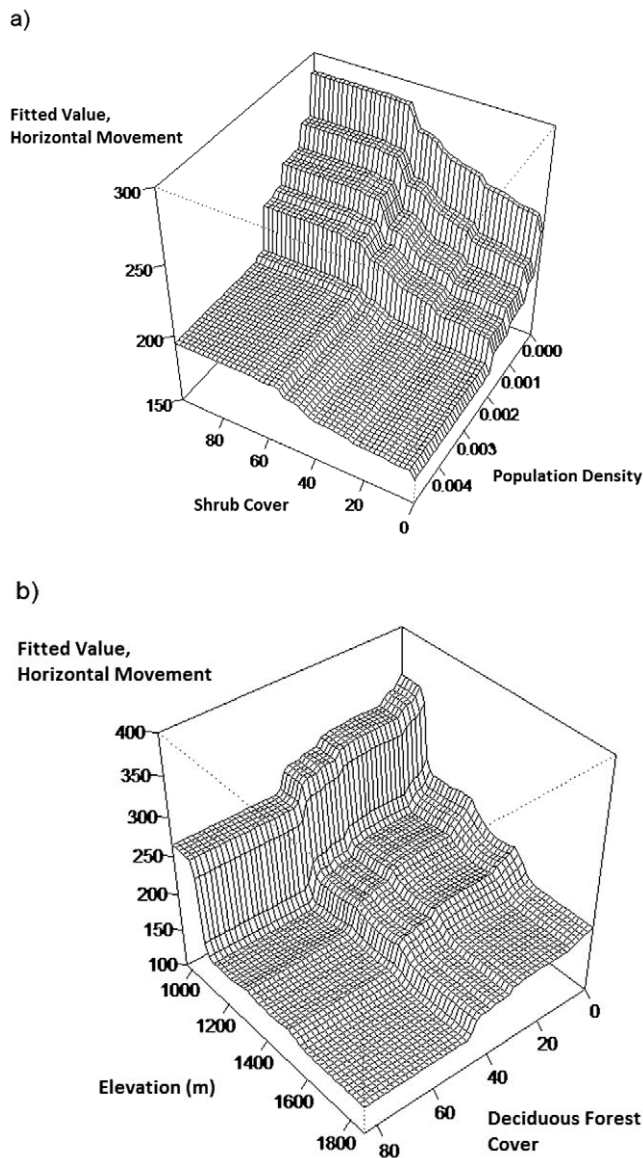 a)
Fitted Value,
Horizontal Movement
300
250
200
150
80
60
40
20
0
Shrub Cover
0.000
0.001
0.002
0.003
0.004
Population Density
b)
Fitted Value,
Horizontal Movement
400
350
300
250
200
150
100
1000
1200
1400
1600
1800
Elevation (m)
0
20
40
60
80
Deciduous Forest
Cover